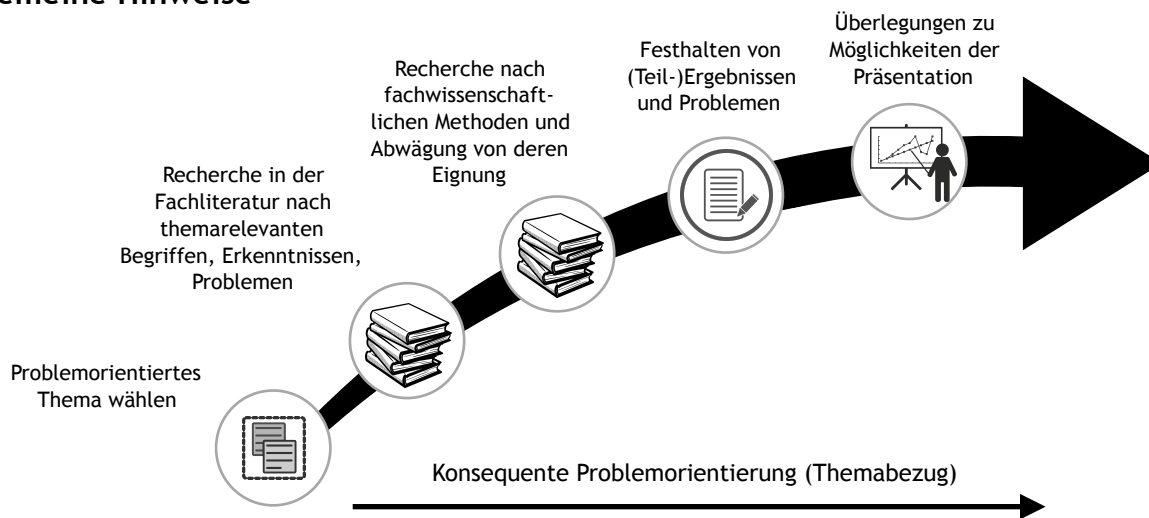 Problemorientiertes
Thema wählen
Recherche in der
Fachliteratur nach
themarelevanten
Begriffen, Erkenntnissen,
Problemen
Recherche nach
fachwissenschaft-
lichen Methoden und
Abwägung von deren
Eignung
Festhalten von
(Teil-)Ergebnissen
und Problemen
Überlegungen zu
Möglichkeiten der
Präsentation
Konsequente Problemorientierung (Themabezug)